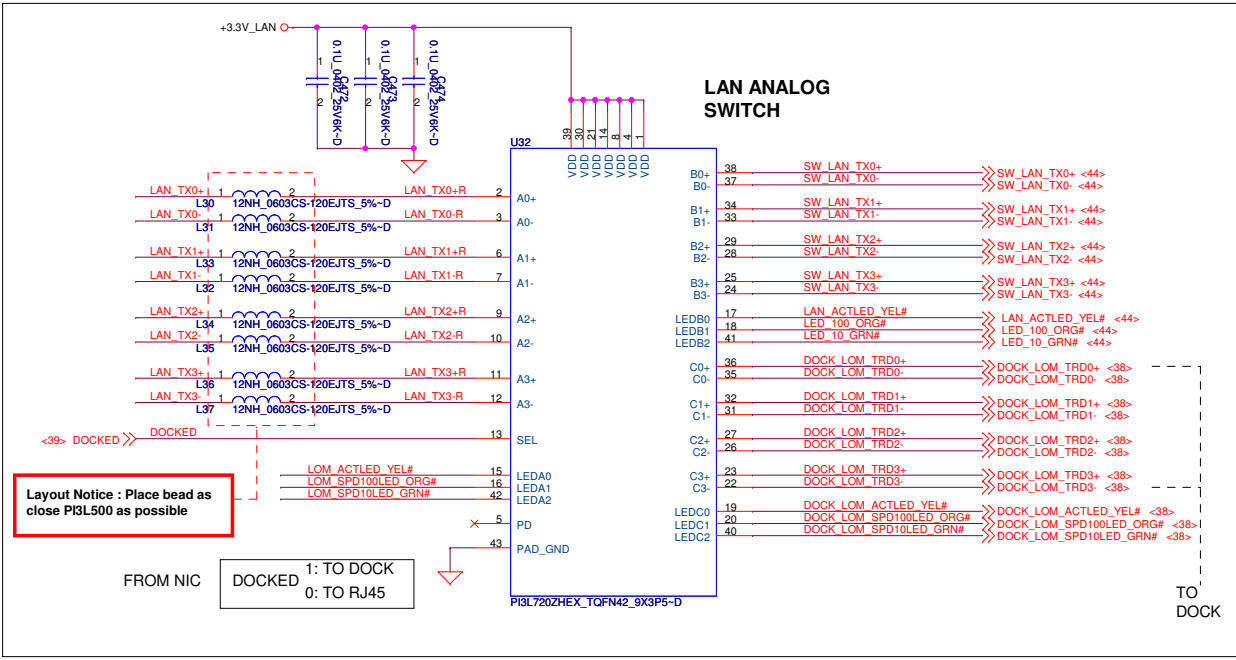 +3.3V_LAN
1
2
0.1U_0402_25V6K~D
C472
1
2
0.1U_0402_25V6K~D
C473
1
2
0.1U_0402_25V6K~D
C474
LAN ANALOG
SWITCH
U32
39 30 21 14 8 4 1
VDD VDD VDD VDD VDD VDD VDD
LAN_TX0+ 1 2 LAN_TX0+R 2 A0+
L30 12NH_0603CS-120EJTS_5%~D
LAN_TX0- 1 2 LAN_TX0-R 3 A0-
L31 12NH_0603CS-120EJTS_5%~D
LAN_TX1+ 1 2 LAN_TX1+R 6 A1+
L33 12NH_0603CS-120EJTS_5%~D
LAN_TX1- 1 2 LAN_TX1-R 7 A1-
L32 12NH_0603CS-120EJTS_5%~D
LAN_TX2+ 1 2 LAN_TX2+R 9 A2+
L34 12NH_0603CS-120EJTS_5%~D
LAN_TX2- 1 2 LAN_TX2-R 10 A2-
L35 12NH_0603CS-120EJTS_5%~D
LAN_TX3+ 1 2 LAN_TX3+R 11 A3+
L36 12NH_0603CS-120EJTS_5%~D
LAN_TX3- 1 2 LAN_TX3-R 12 A3-
L37 12NH_0603CS-120EJTS_5%~D
<39> DOCKED DOCKED 13 SEL
LOM_ACTLED_YEL# 15 LEDA0
LOM_SPD100LED_ORG# 16 LEDA1
LOM_SPD10LED_GRN# 42 LEDA2
5 PD
43 PAD_GND
Layout Notice : Place bead as
close PI3L500 as possible
FROM NIC
DOCKED
1: TO DOCK
0: TO RJ45
B0+ 38 SW_LAN_TX0+ SW_LAN_TX0+ <44>
B0- 37 SW_LAN_TX0- SW_LAN_TX0- <44>
B1+ 34 SW_LAN_TX1+ SW_LAN_TX1+ <44>
B1- 33 SW_LAN_TX1- SW_LAN_TX1- <44>
B2+ 29 SW_LAN_TX2+ SW_LAN_TX2+ <44>
B2- 28 SW_LAN_TX2- SW_LAN_TX2- <44>
B3+ 25 SW_LAN_TX3+ SW_LAN_TX3+ <44>
B3- 24 SW_LAN_TX3- SW_LAN_TX3- <44>
LEDB0 17 LAN_ACTLED_YEL# LAN_ACTLED_YEL# <44>
LEDB1 18 LED_100_ORG# LED_100_ORG# <44>
LEDB2 41 LED_10_GRN# LED_10_GRN# <44>
C0+ 36 DOCK_LOM_TRD0+ DOCK_LOM_TRD0+ <38>
C0- 35 DOCK_LOM_TRD0- DOCK_LOM_TRD0- <38>
C1+ 32 DOCK_LOM_TRD1+ DOCK_LOM_TRD1+ <38>
C1- 31 DOCK_LOM_TRD1- DOCK_LOM_TRD1- <38>
C2+ 27 DOCK_LOM_TRD2+ DOCK_LOM_TRD2+ <38>
C2- 26 DOCK_LOM_TRD2- DOCK_LOM_TRD2- <38>
C3+ 23 DOCK_LOM_TRD3+ DOCK_LOM_TRD3+ <38>
C3- 22 DOCK_LOM_TRD3- DOCK_LOM_TRD3- <38>
LEDC0 19 DOCK_LOM_ACTLED_YEL# DOCK_LOM_ACTLED_YEL# <38>
LEDC1 20 DOCK_LOM_SPD100LED_ORG# DOCK_LOM_SPD100LED_ORG# <38>
LEDC2 40 DOCK_LOM_SPD10LED_GRN# DOCK_LOM_SPD10LED_GRN# <38>
PI3L720ZHEX_TQFN42_9X3P5~D
TO
DOCK